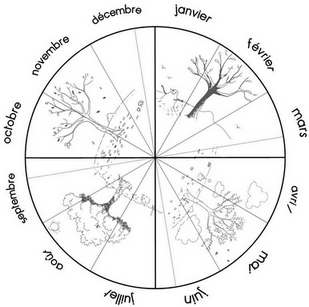 janvier
février
mars
avril
mai
juin
juillet
août
septembre
octobre
novembre
décembre